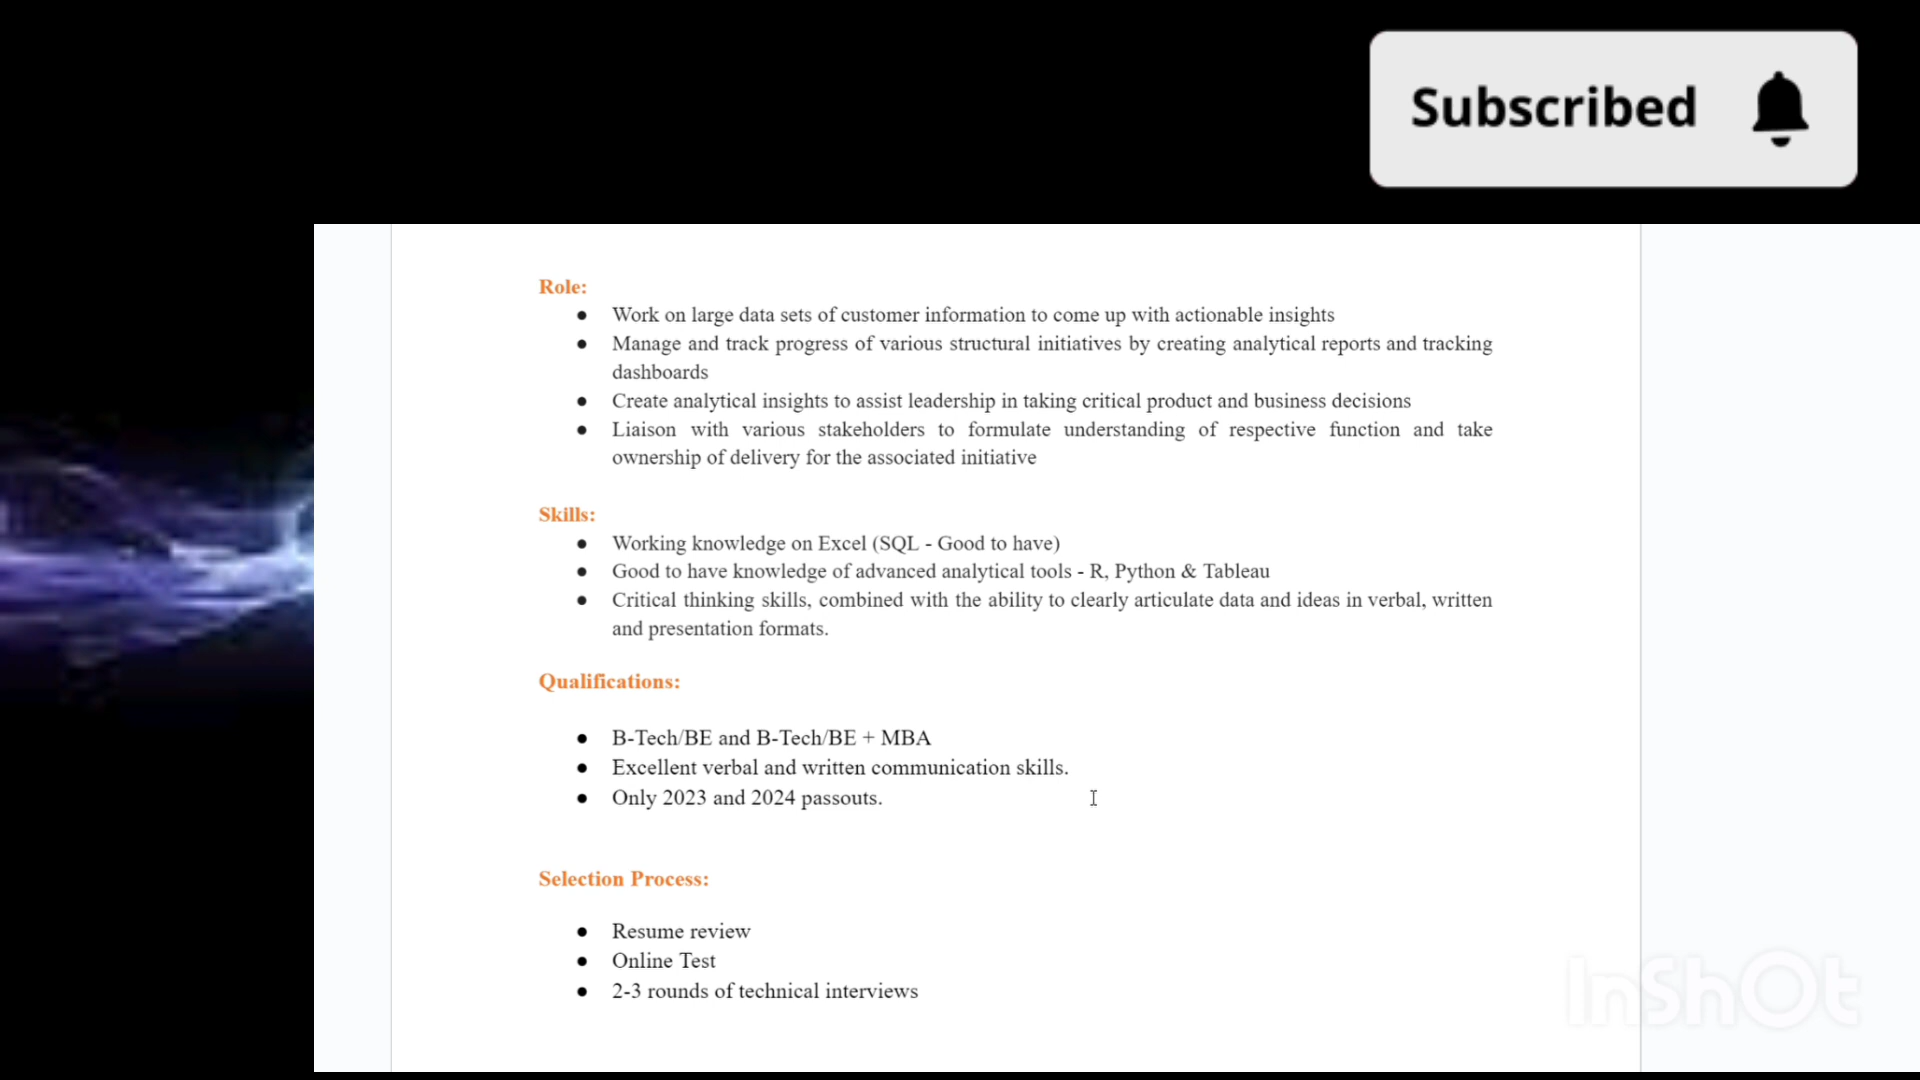 Subscribed
Role:
● Work on large data sets of customer information to come up with actionable insights
● Manage and track progress of various structural initiatives by creating analytical reports and tracking
dashboards
● Create analytical insights to assist leadership in taking critical product and business decisions
● Liaison with various stakeholders to formulate understanding of respective function and take
ownership of delivery for the associated initiative
Skills:
● Working knowledge on Excel (SQL - Good to have)
● Good to have knowledge of advanced analytical tools - R, Python & Tableau
● Critical thinking skills, combined with the ability to clearly articulate data and ideas in verbal, written
and presentation formats.
Qualifications:
● B-Tech/BE and B-Tech/BE + MBA
● Excellent verbal and written communication skills.
● Only 2023 and 2024 passouts.
Selection Process:
● Resume review
● Online Test
● 2-3 rounds of technical interviews
InShOt